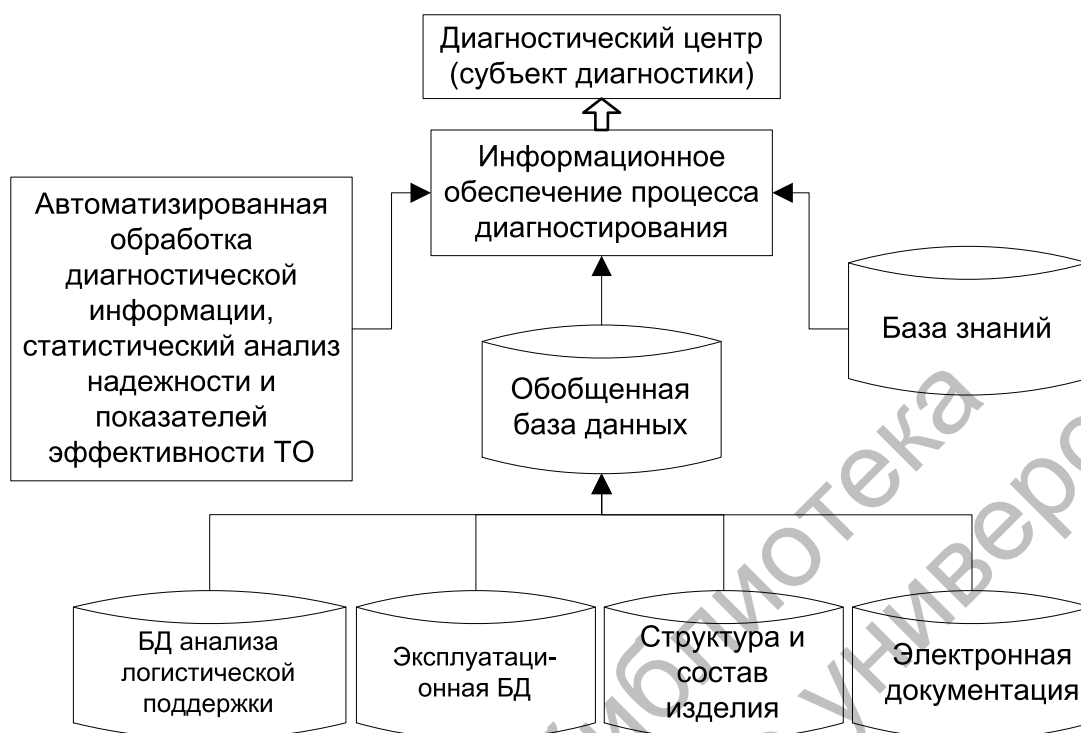 Диагностический центр
(субъект диагностики)
Информационное
обеспечение процесса
диагностирования
Автоматизированная
обработка
диагностической
информации,
статистический анализ
надежности и
показателей
эффективности ТО
База знаний
Обобщенная
база данных
БД анализа
логистической
поддержки
Эксплуатаци-
онная БД
Структура и
состав
изделия
Электронная
документация